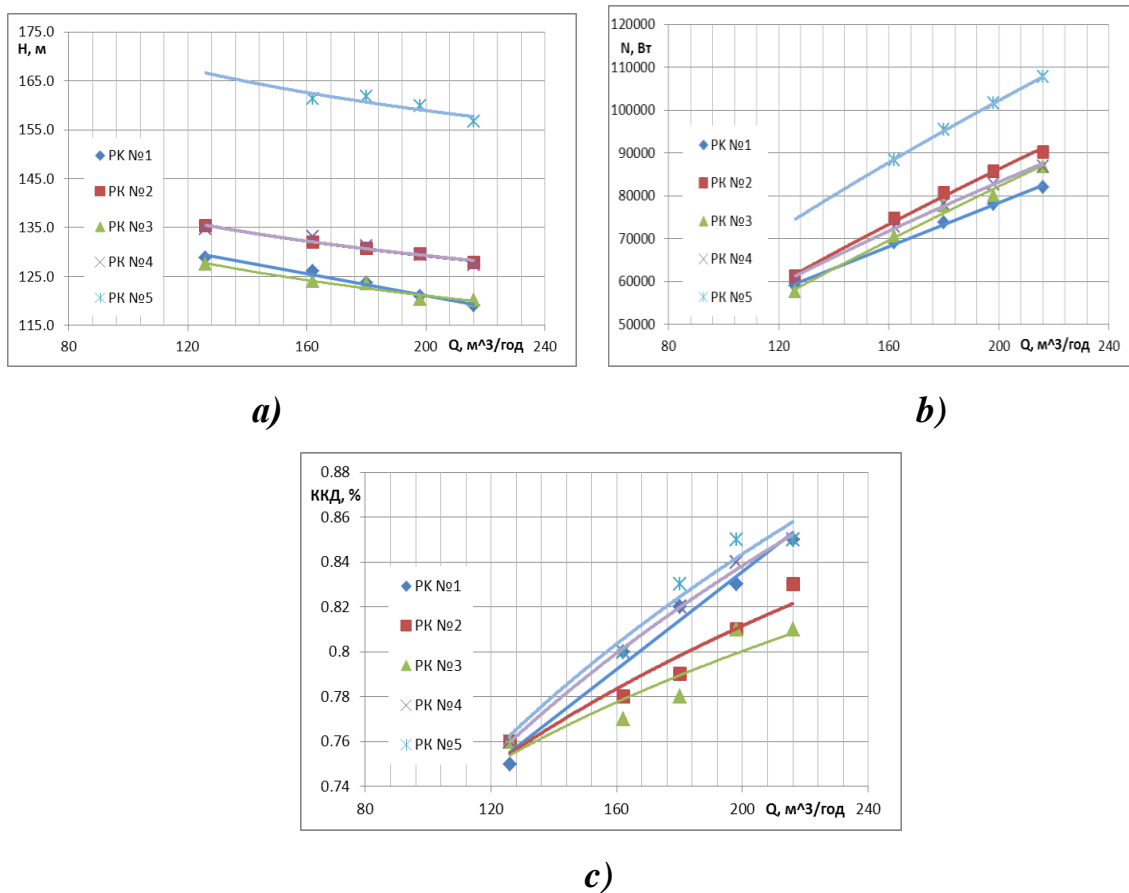 175.0
H, м
165.0
155.0
145.0
135.0
125.0
115.0
РК №1
РК №2
РК №3
РК №4
РК №5
80
120
160
200
240
Q, м^3/год
a)
120000
N, Вт
110000
100000
90000
80000
70000
60000
50000
РК №1
РК №2
РК №3
РК №4
РК №5
80
120
160
200
240
Q, м^3/год
b)
0.88
ККД, %
0.86
0.84
0.82
0.8
0.78
0.76
0.74
РК №1
РК №2
РК №3
РК №4
РК №5
80
120
160
200
240
Q, м^3/год
c)